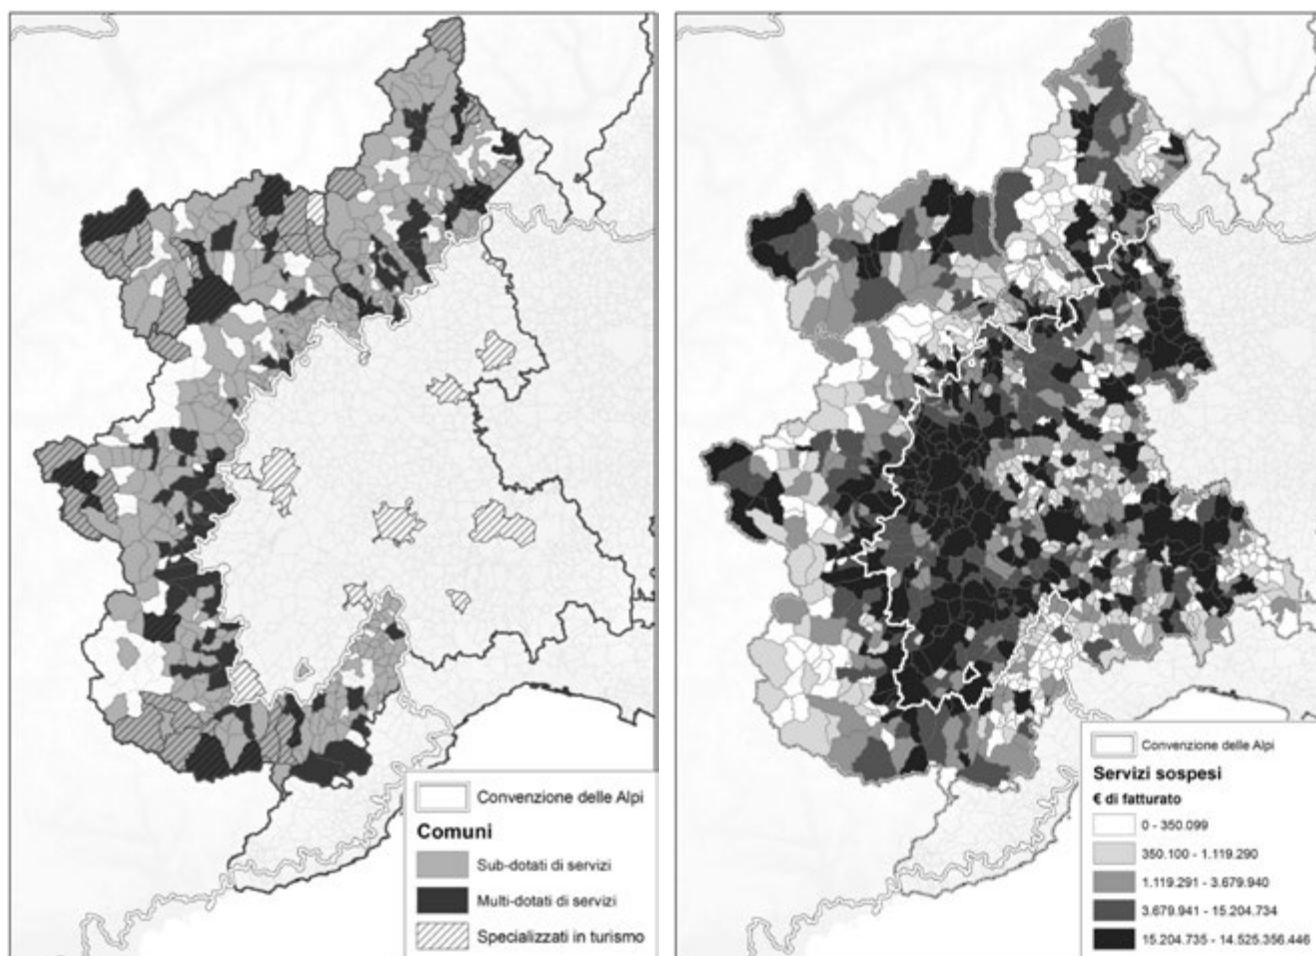 Convenzione delle Alpi
Comuni
Sub-dotati di servizi
Multi-dotati di servizi
Specializzati in turismo
Convenzione delle Alpi
Servizi sospesi
€ di fatturato
0 - 350.099
350.100 - 1.119.290
1.119.291 - 3.679.940
3.679.941 - 15.204.734
15.204.735 - 14.525.356.446